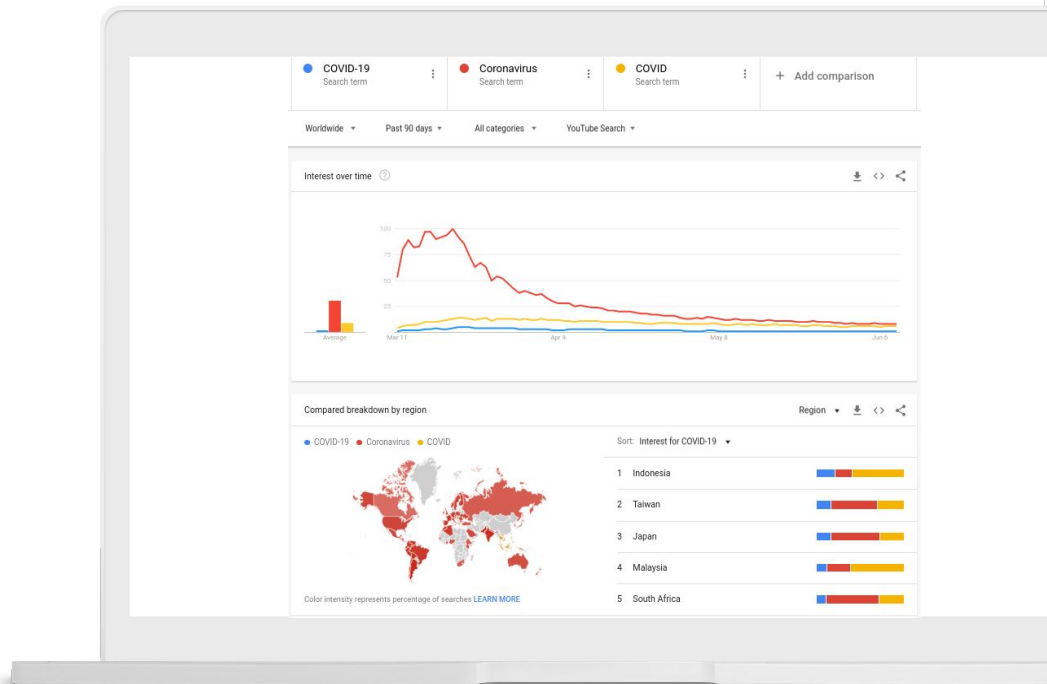 COVID-19 Coronavirus COVID + Add comparison
Search term Search term Search term
Worldwide Past 90 days All categories YouTube Search
Interest over time
100
75
50
25
Average Mar 11 Apr 9 May 8 Jun 6
Compared breakdown by region Region
COVID-19 Coronavirus COVID Sort: Interest for COVID-19
1 Indonesia
2 Taiwan
3 Japan
4 Malaysia
5 South Africa
Color intensity represents percentage of searches LEARN MORE